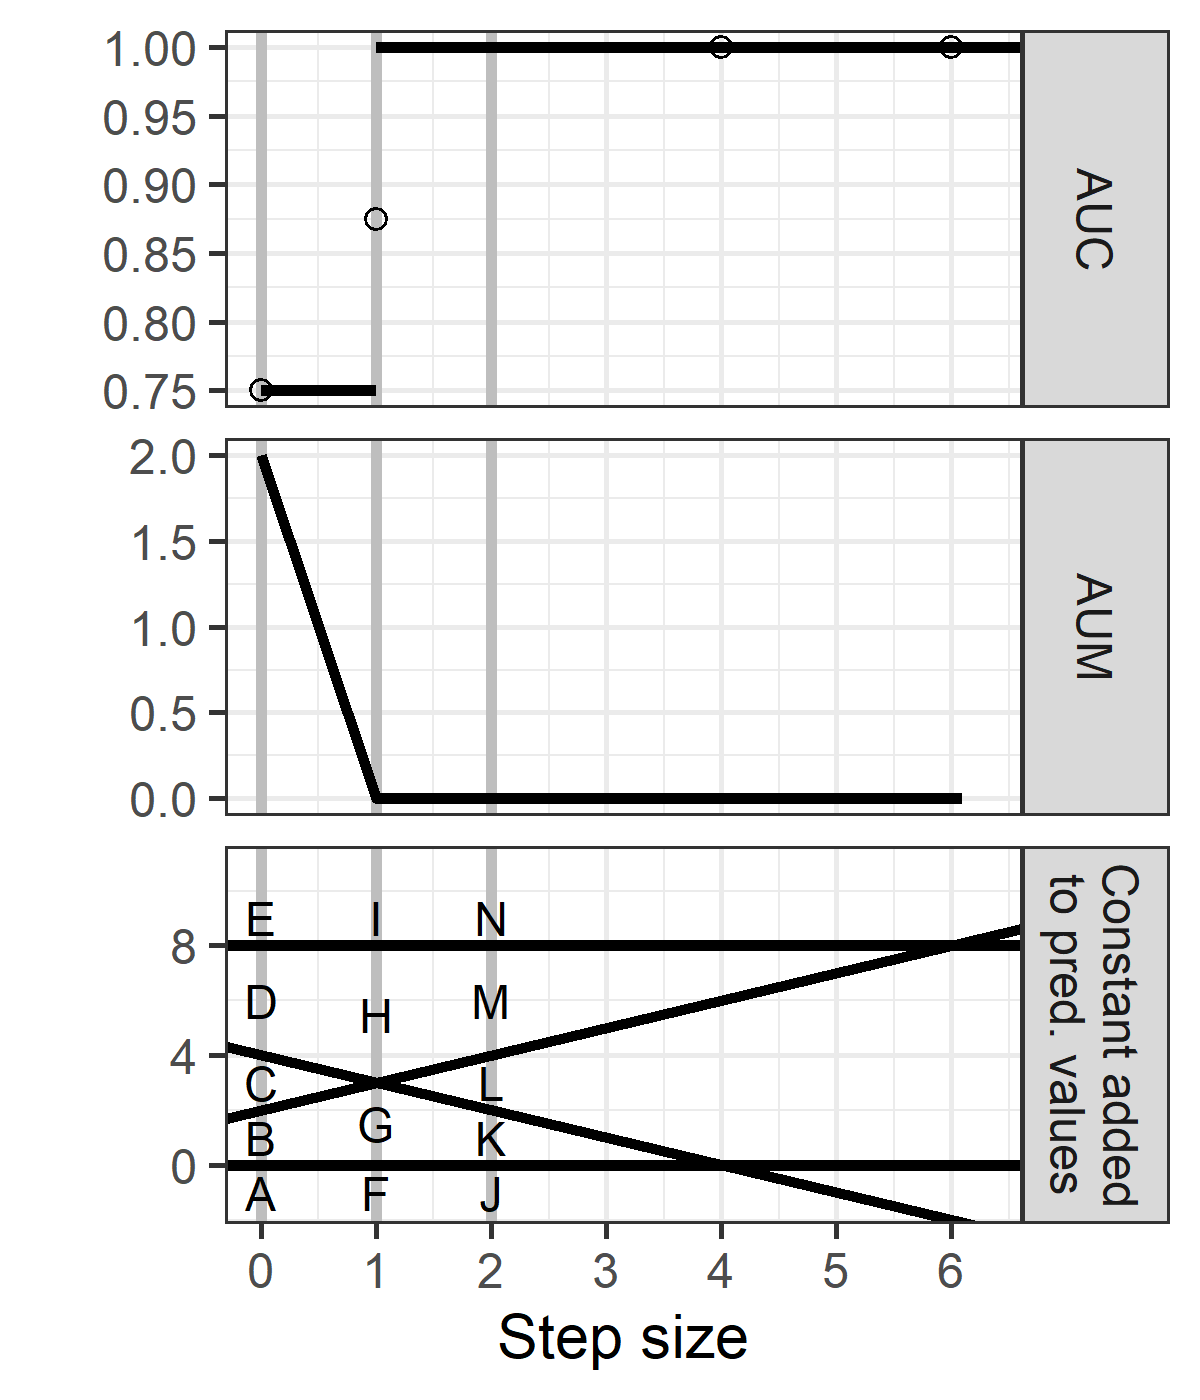 1.00
0.95
0.90
0.85
0.80
0.75
AUC
2.0
1.5
1.0
0.5
0.0
AUM
8
4
0
E I N
D H M
C L
B G K
A F J
Constant added
to pred. values
0 1 2 3 4 5 6
Step size